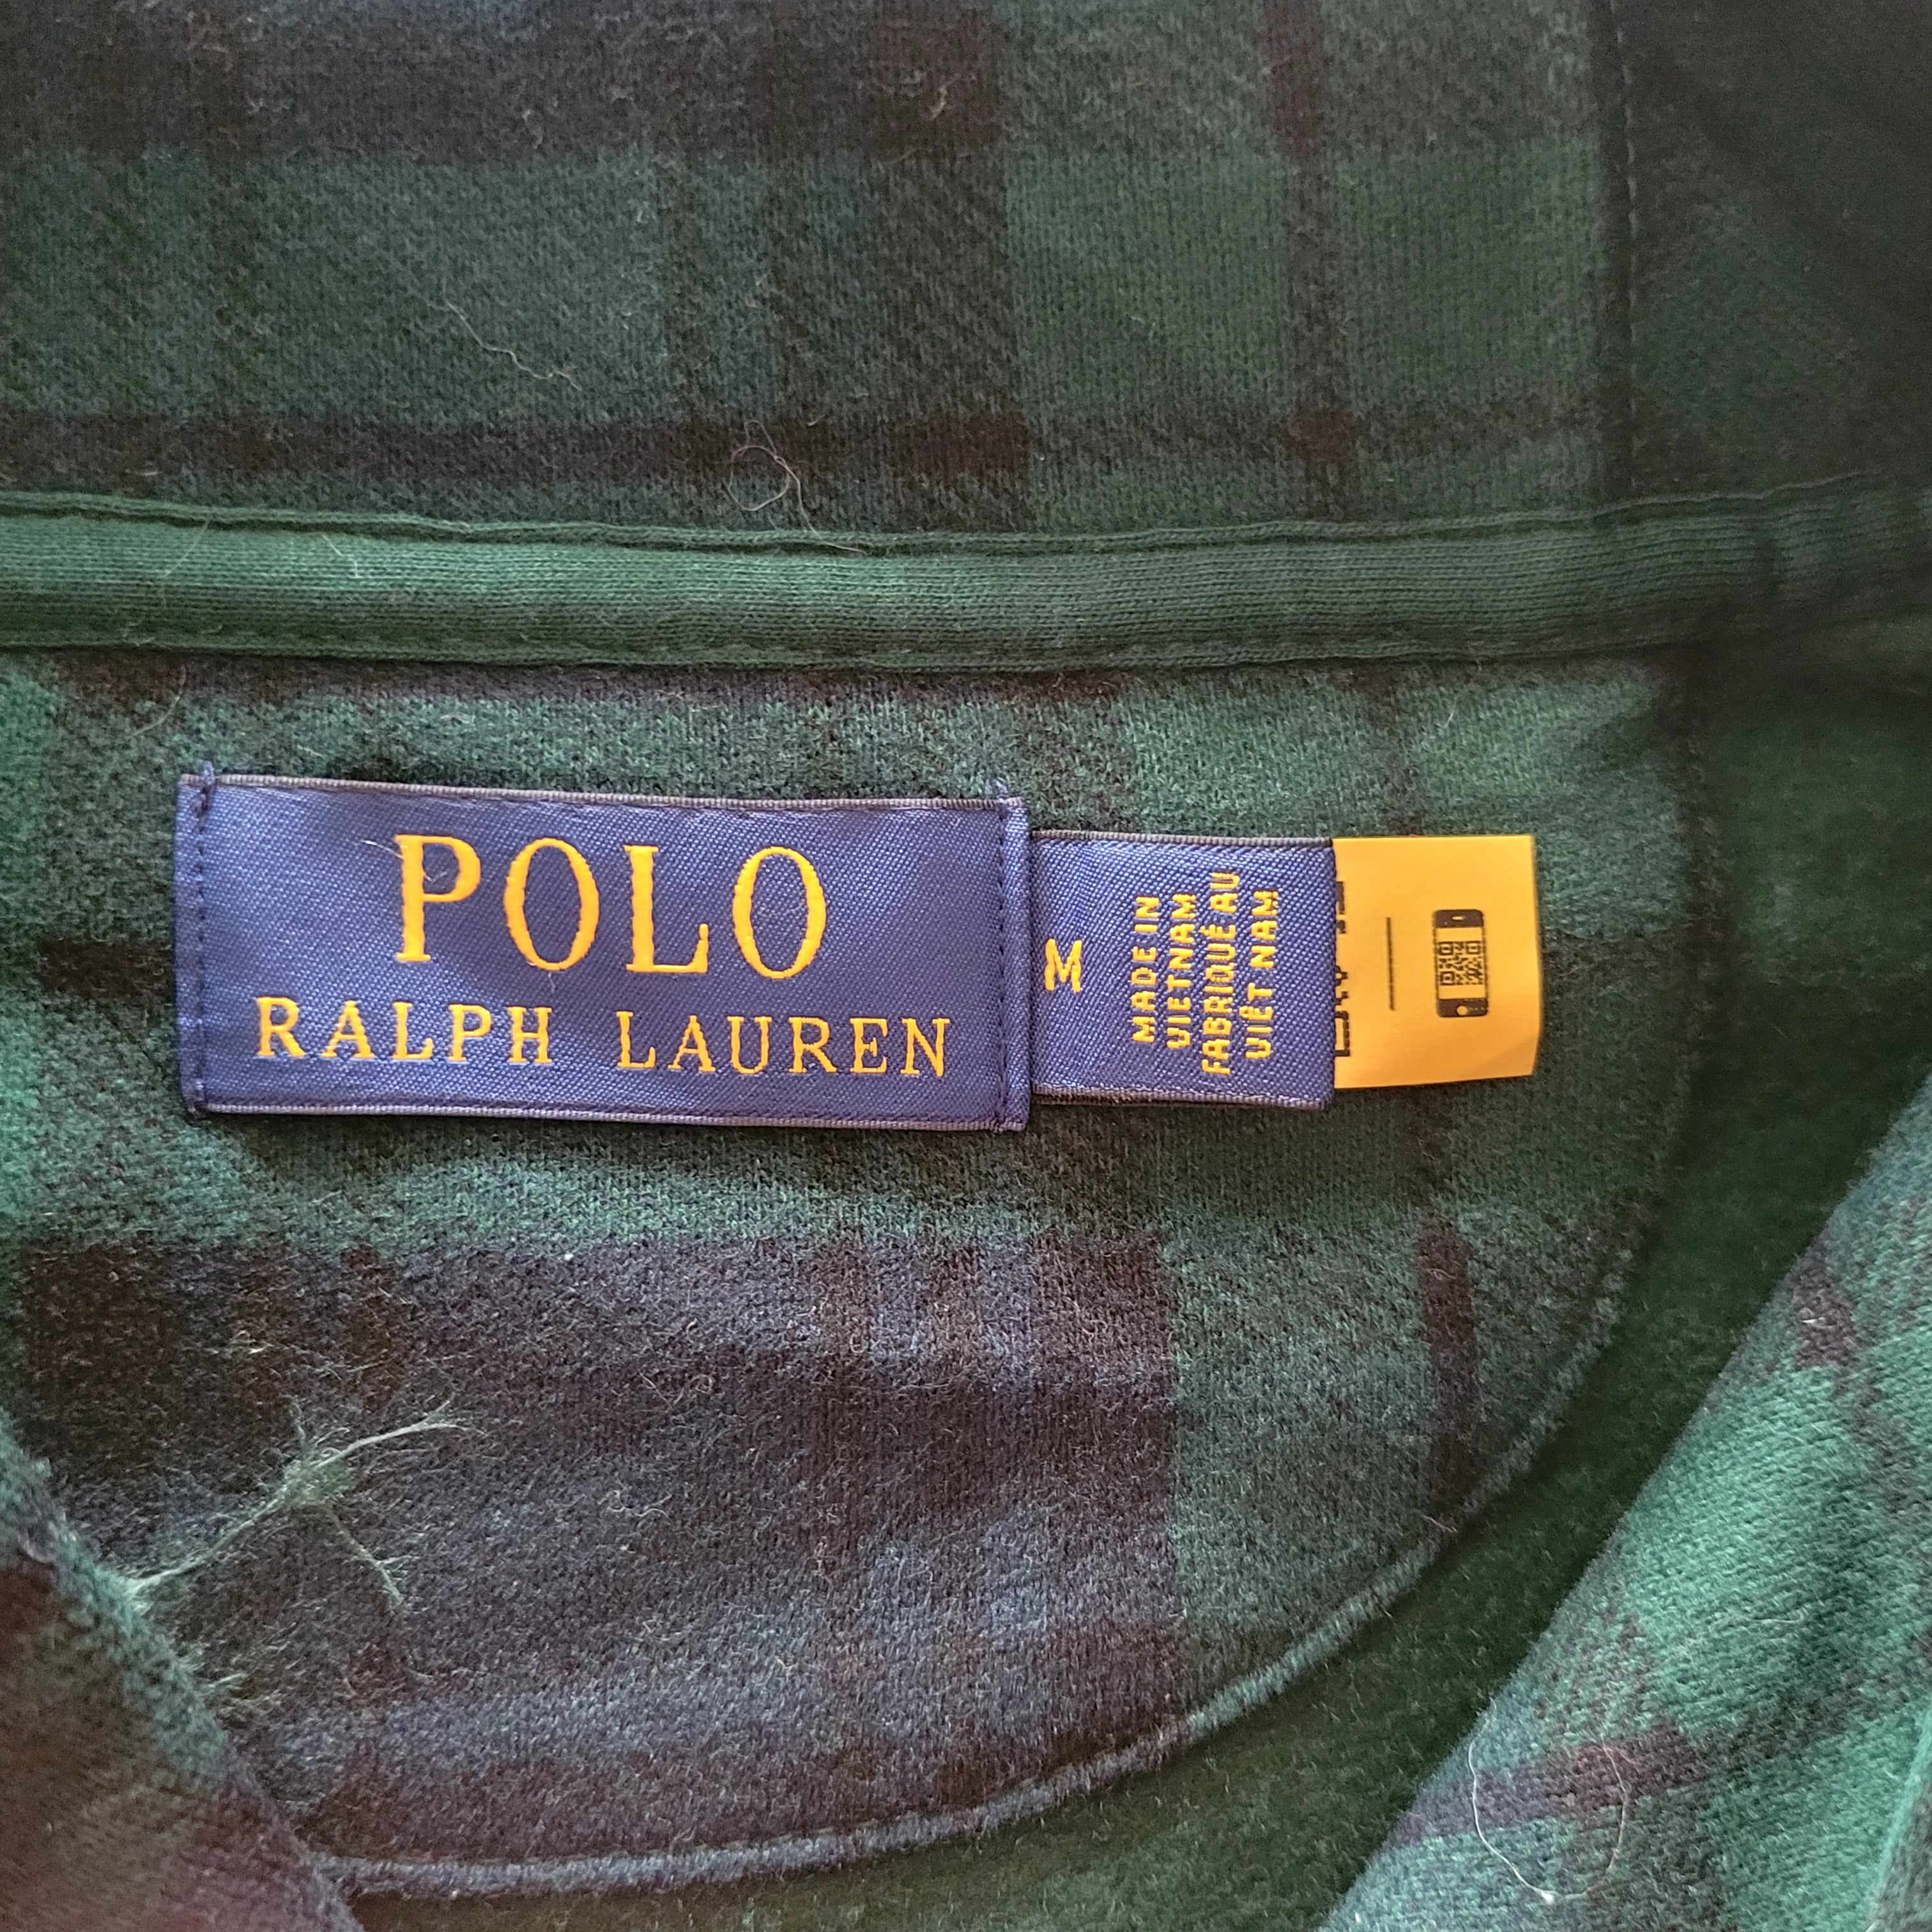 POLO
RALPH LAUREN
M
MADE IN
VIETNAM
FABRIQUÉ AU
VIÊT NAM